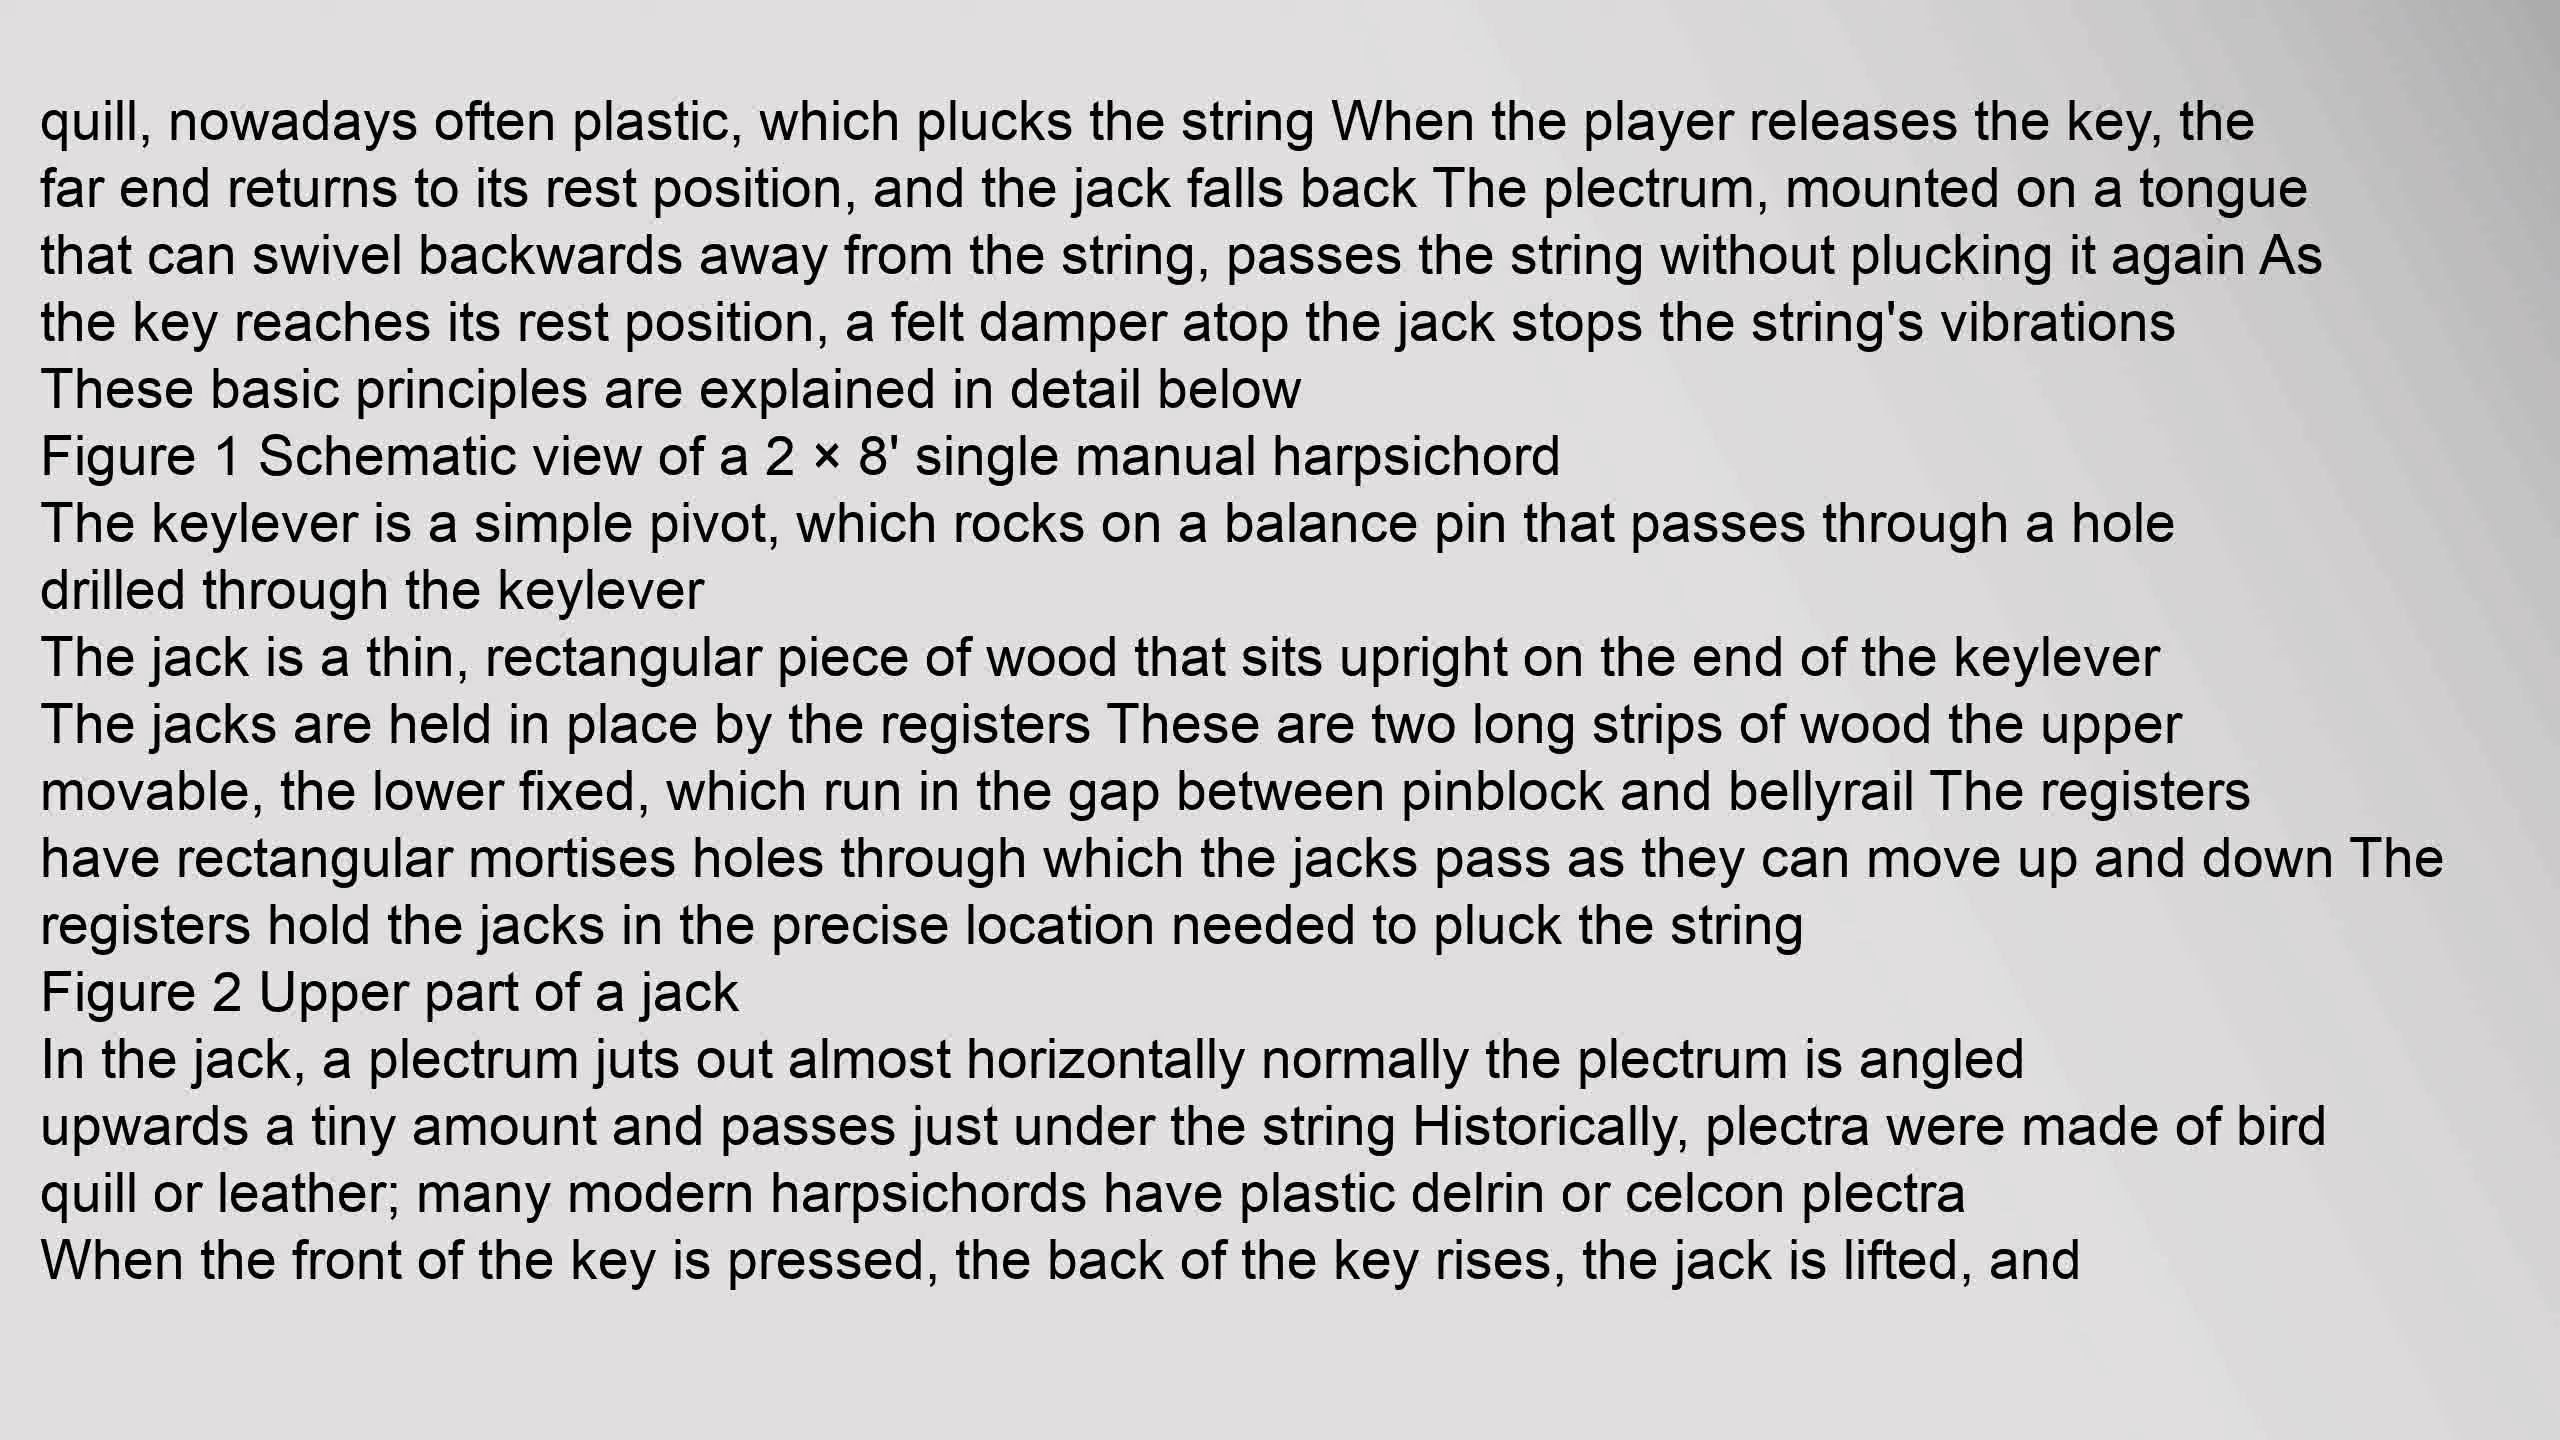 quill, nowadays often plastic, which plucks the string When the player releases the key, the
far end returns to its rest position, and the jack falls back The plectrum, mounted on a tongue
that can swivel backwards away from the string, passes the string without plucking it again As
the key reaches its rest position, a felt damper atop the jack stops the string's vibrations
These basic principles are explained in detail below
Figure 1 Schematic view of a 2 × 8' single manual harpsichord
The keylever is a simple pivot, which rocks on a balance pin that passes through a hole
drilled through the keylever
The jack is a thin, rectangular piece of wood that sits upright on the end of the keylever
The jacks are held in place by the registers These are two long strips of wood the upper
movable, the lower fixed, which run in the gap between pinblock and bellyrail The registers
have rectangular mortises holes through which the jacks pass as they can move up and down The
registers hold the jacks in the precise location needed to pluck the string
Figure 2 Upper part of a jack
In the jack, a plectrum juts out almost horizontally normally the plectrum is angled
upwards a tiny amount and passes just under the string Historically, plectra were made of bird
quill or leather; many modern harpsichords have plastic delrin or celcon plectra
When the front of the key is pressed, the back of the key rises, the jack is lifted, and